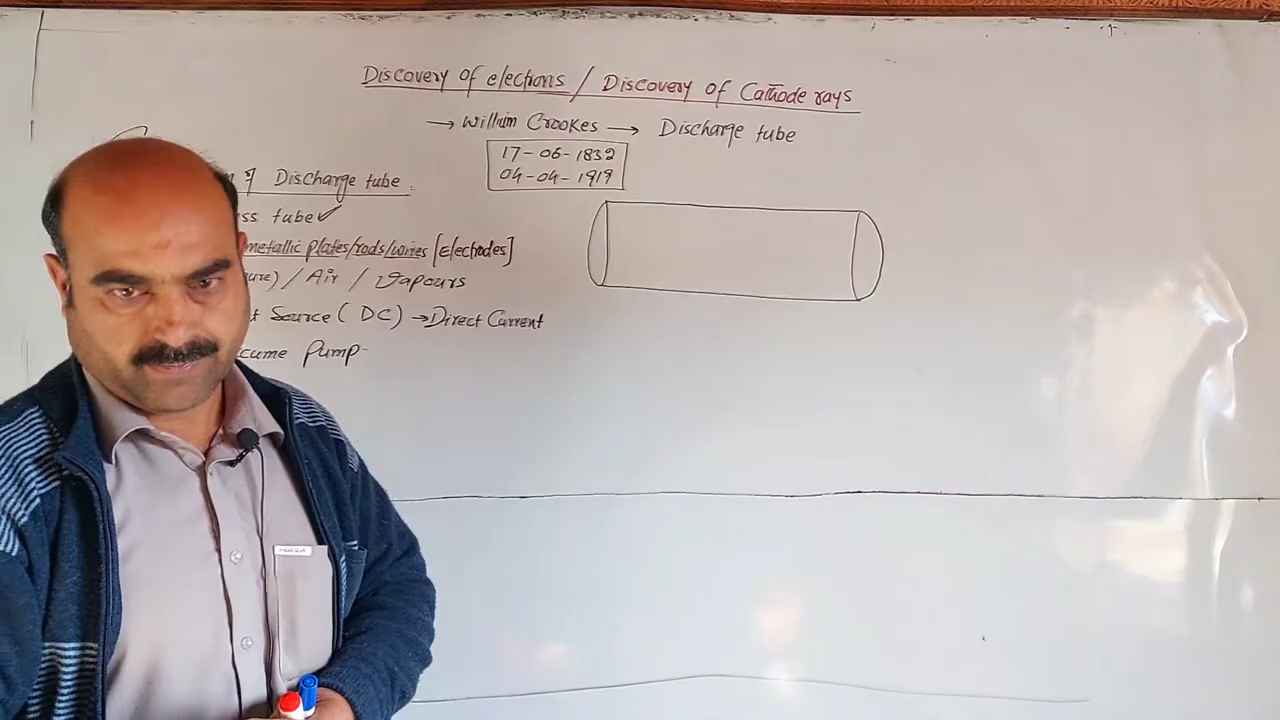 Discovery of electrons / Discovery of Cathode rays
→ William Crookes → Discharge tube
17-06-1832
04-04-1919
Discharge tube
tube✓
metallic plates/rods/wires [Electrodes]
/ Air / Vapours
Source (DC) → Direct Current
Pump